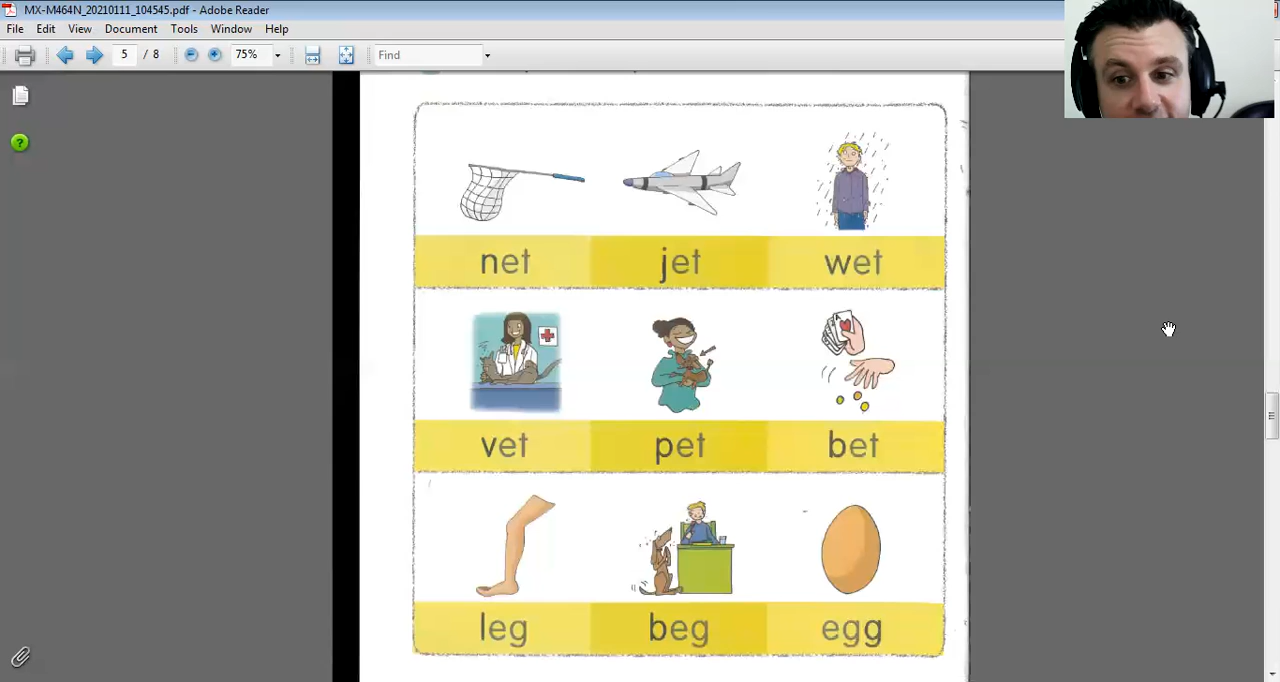 MX-M464N_20210111_104545.pdf - Adobe Reader
File Edit View Document Tools Window Help
5 / 8 75% Find
net jet wet
vet pet bet
leg beg egg